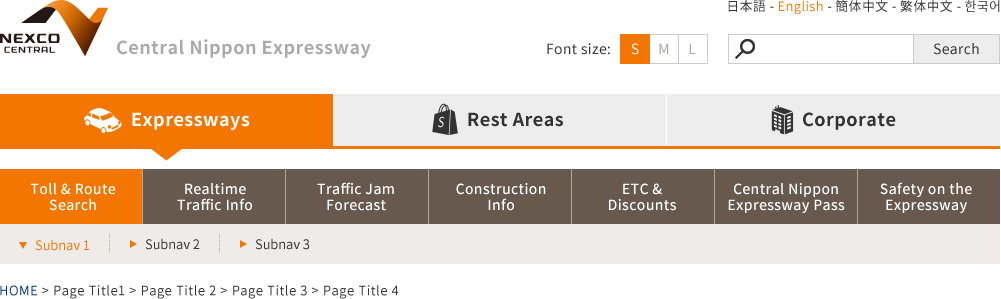 日本語 - English - 簡体中文 - 繁体中文 - 한국어
NEXCO
CENTRAL
Central Nippon Expressway
Font size: S M L
Search
Expressways
Rest Areas
Corporate
Toll & Route
Search
Realtime
Traffic Info
Traffic Jam
Forecast
Construction
Info
ETC &
Discounts
Central Nippon
Expressway Pass
Safety on the
Expressway
Subnav 1
Subnav 2
Subnav 3
HOME > Page Title1 > Page Title 2 > Page Title 3 > Page Title 4